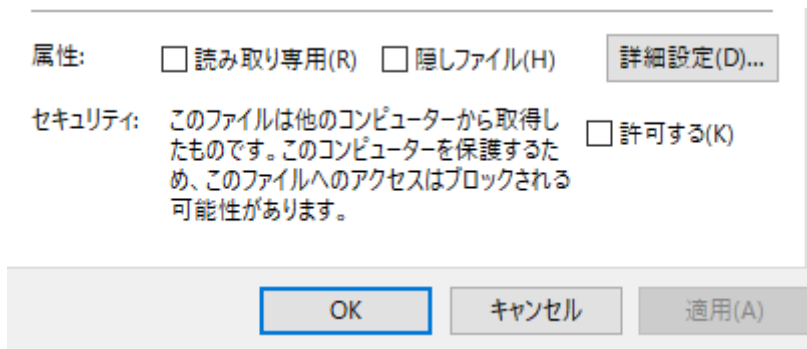 属性: 読み取り専用(R) 隠しファイル(H) 詳細設定(D)...
セキュリティ: このファイルは他のコンピューターから取得し
たものです。このコンピューターを保護するた
め、このファイルへのアクセスはブロックされる
可能性があります。
許可する(K)
OK キャンセル 適用(A)